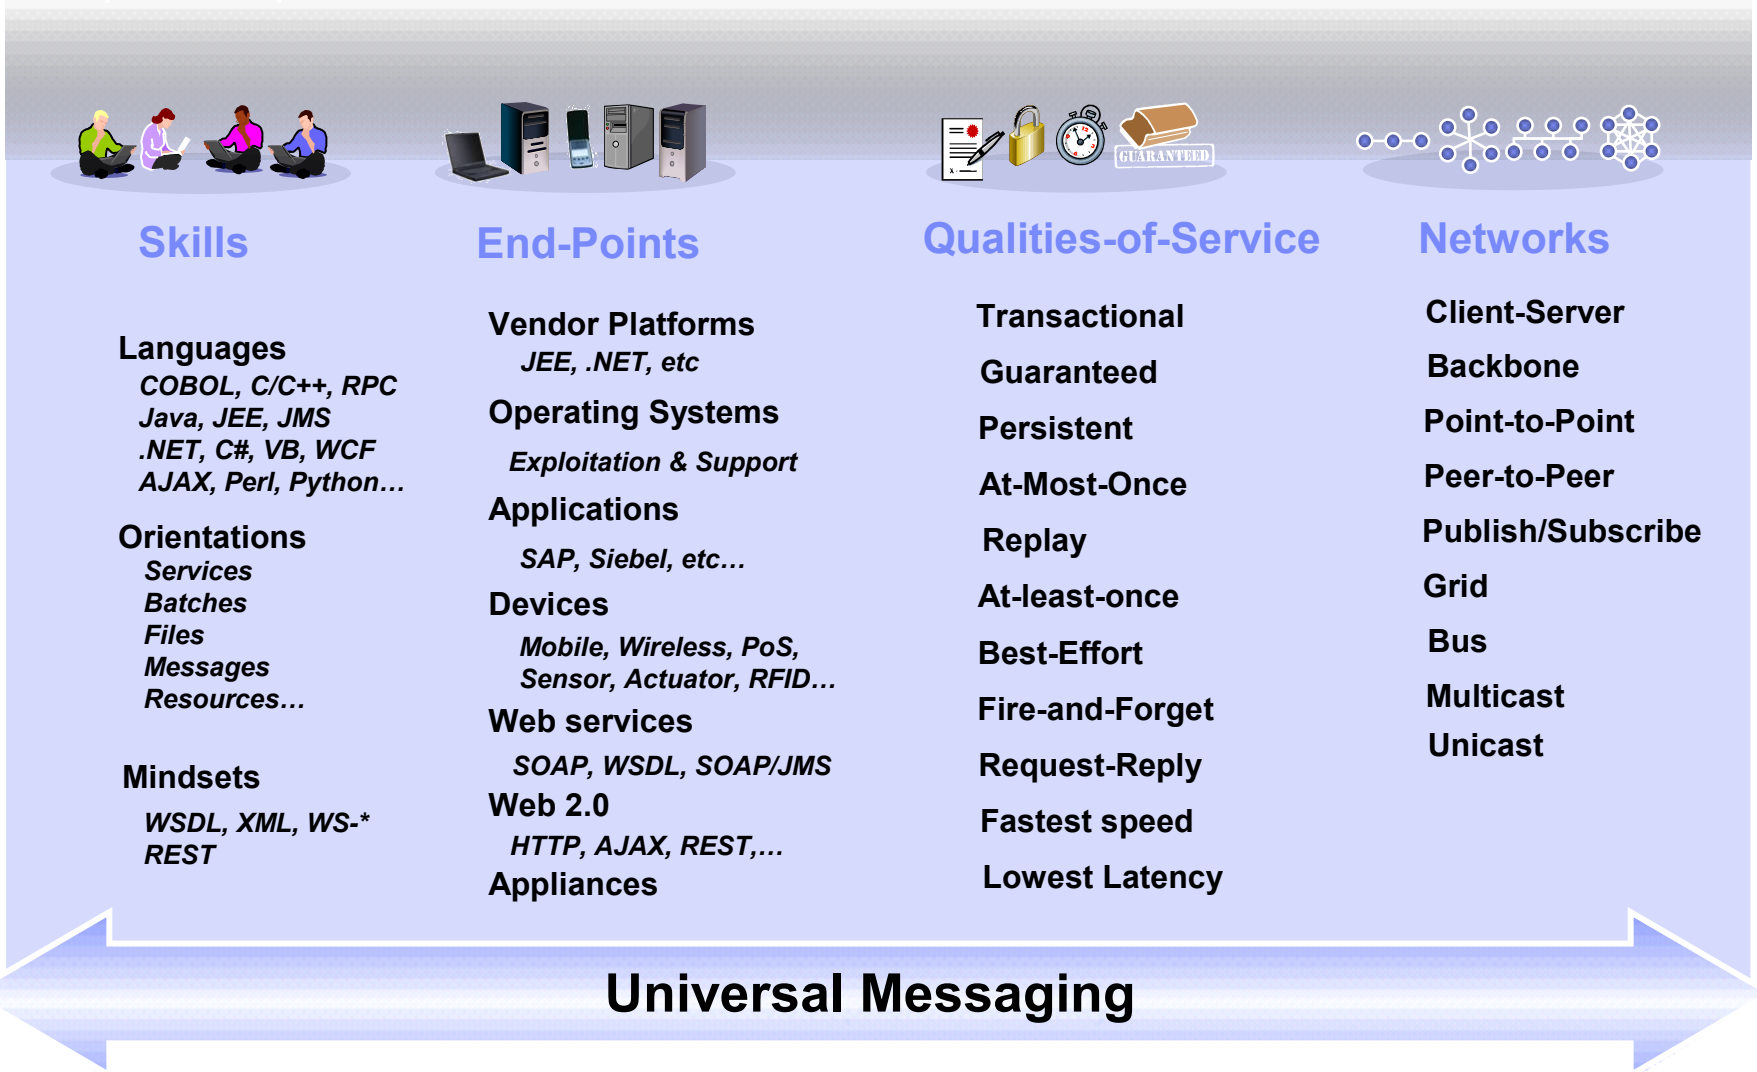 GUARANTEED
Skills
Languages
COBOL, C/C++, RPC
Java, JEE, JMS
.NET, C#, VB, WCF
AJAX, Perl, Python…
Orientations
Services
Batches
Files
Messages
Resources…
Mindsets
WSDL, XML, WS-*
REST
End-Points
Vendor Platforms
JEE, .NET, etc
Operating Systems
Exploitation & Support
Applications
SAP, Siebel, etc…
Devices
Mobile, Wireless, PoS,
Sensor, Actuator, RFID…
Web services
SOAP, WSDL, SOAP/JMS
Web 2.0
HTTP, AJAX, REST,…
Appliances
Qualities-of-Service
Transactional
Guaranteed
Persistent
At-Most-Once
Replay
At-least-once
Best-Effort
Fire-and-Forget
Request-Reply
Fastest speed
Lowest Latency
Networks
Client-Server
Backbone
Point-to-Point
Peer-to-Peer
Publish/Subscribe
Grid
Bus
Multicast
Unicast
Universal Messaging